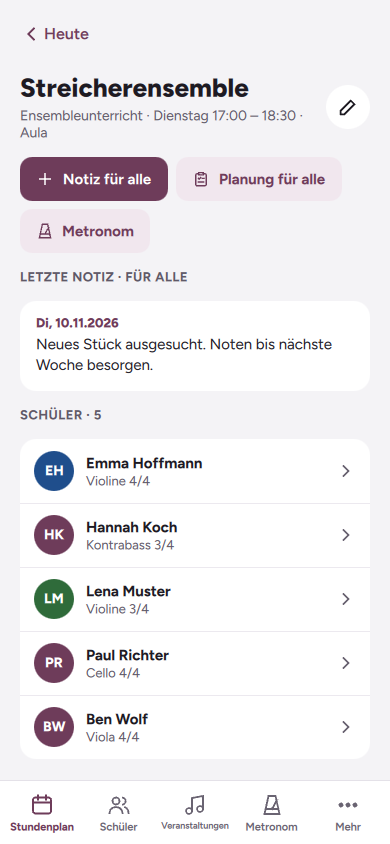 Heute
Streicherensemble
Ensembleunterricht · Dienstag 17:00 – 18:30 ·
Aula
Notiz für alle
Planung für alle
Metronom
LETZTE NOTIZ · FÜR ALLE
Di, 10.11.2026
Neues Stück ausgesucht. Noten bis nächste
Woche besorgen.
SCHÜLER · 5
EH
Emma Hoffmann
Violine 4/4
HK
Hannah Koch
Kontrabass 3/4
LM
Lena Muster
Violine 3/4
PR
Paul Richter
Cello 4/4
BW
Ben Wolf
Viola 4/4
Stundenplan
Schüler
Veranstaltungen
Metronom
Mehr